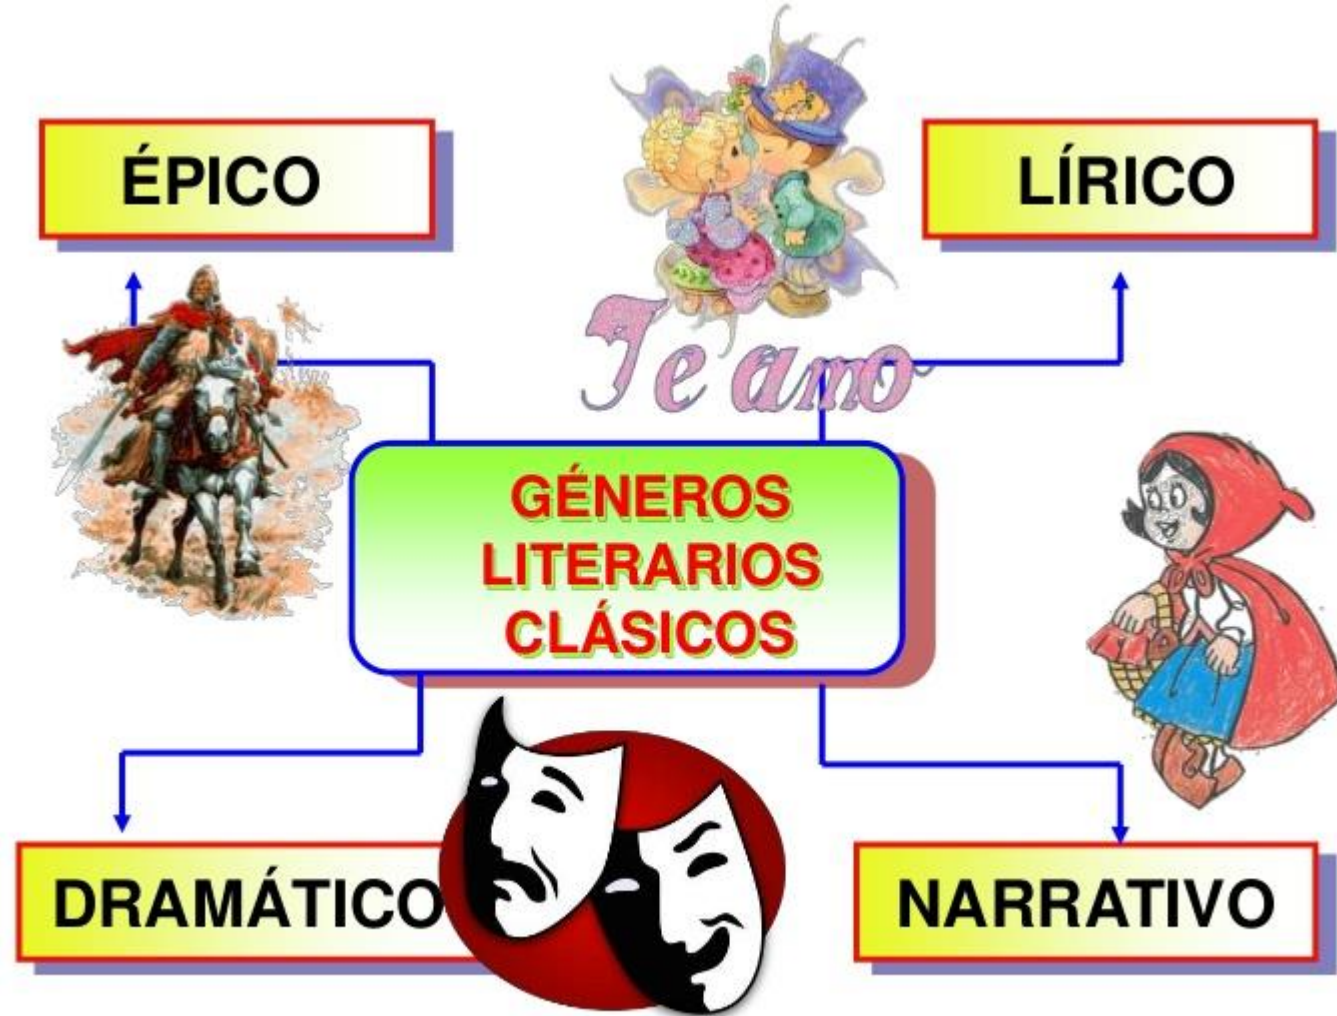 ÉPICO
LÍRICO
Te amo
GÉNEROS
LITERARIOS
CLÁSICOS
DRAMÁTICO
NARRATIVO